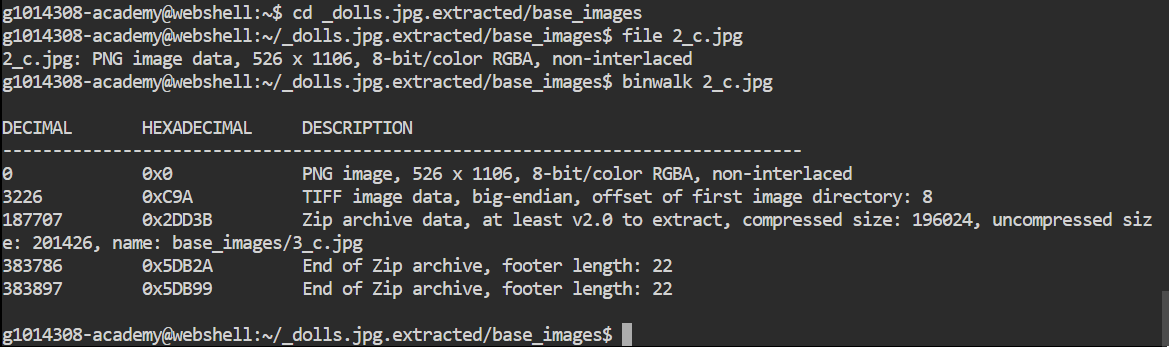 g1014308-academy@webshell:~$ cd _dolls.jpg.extracted/base_images
g1014308-academy@webshell:~/_dolls.jpg.extracted/base_images$ file 2_c.jpg
2_c.jpg: PNG image data, 526 x 1106, 8-bit/color RGBA, non-interlaced
g1014308-academy@webshell:~/_dolls.jpg.extracted/base_images$ binwalk 2_c.jpg
DECIMAL       HEXADECIMAL     DESCRIPTION
--------------------------------------------------------------------------------
0             0x0             PNG image, 526 x 1106, 8-bit/color RGBA, non-interlaced
3226          0xC9A           TIFF image data, big-endian, offset of first image directory: 8
187707        0x2DD3B         Zip archive data, at least v2.0 to extract, compressed size: 196024, uncompressed siz
e: 201426, name: base_images/3_c.jpg
383786        0x5DB2A         End of Zip archive, footer length: 22
383897        0x5DB99         End of Zip archive, footer length: 22
g1014308-academy@webshell:~/_dolls.jpg.extracted/base_images$